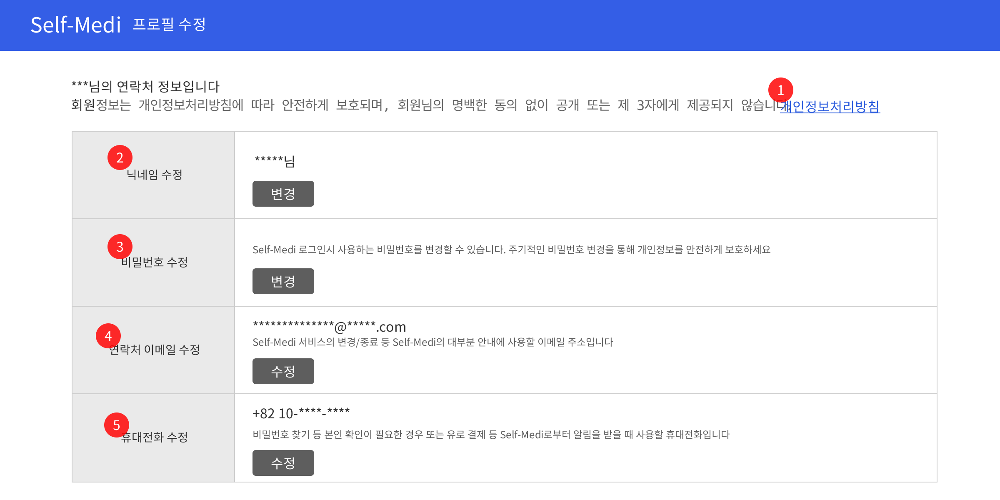 Self-Medi 프로필 수정
***님의 연락처 정보입니다
1
회원정보는 개인정보처리방침에 따라 안전하게 보호되며, 회원님의 명백한 동의 없이 공개 또는 제 3자에게 제공되지 않습니다. 개인정보처리방침
2
닉네임 수정
*****님
변경
3
비밀번호 수정
Self-Medi 로그인시 사용하는 비밀번호를 변경할 수 있습니다. 주기적인 비밀번호 변경을 통해 개인정보를 안전하게 보호하세요
변경
4
연락처 이메일 수정
**************@*****.com
Self-Medi 서비스의 변경/종료 등 Self-Medi의 대부분 안내에 사용할 이메일 주소입니다
수정
5
휴대전화 수정
+82 10-****-****
비밀번호 찾기 등 본인 확인이 필요한 경우 또는 유로 결제 등 Self-Medi로부터 알림을 받을 때 사용할 휴대전화입니다
수정